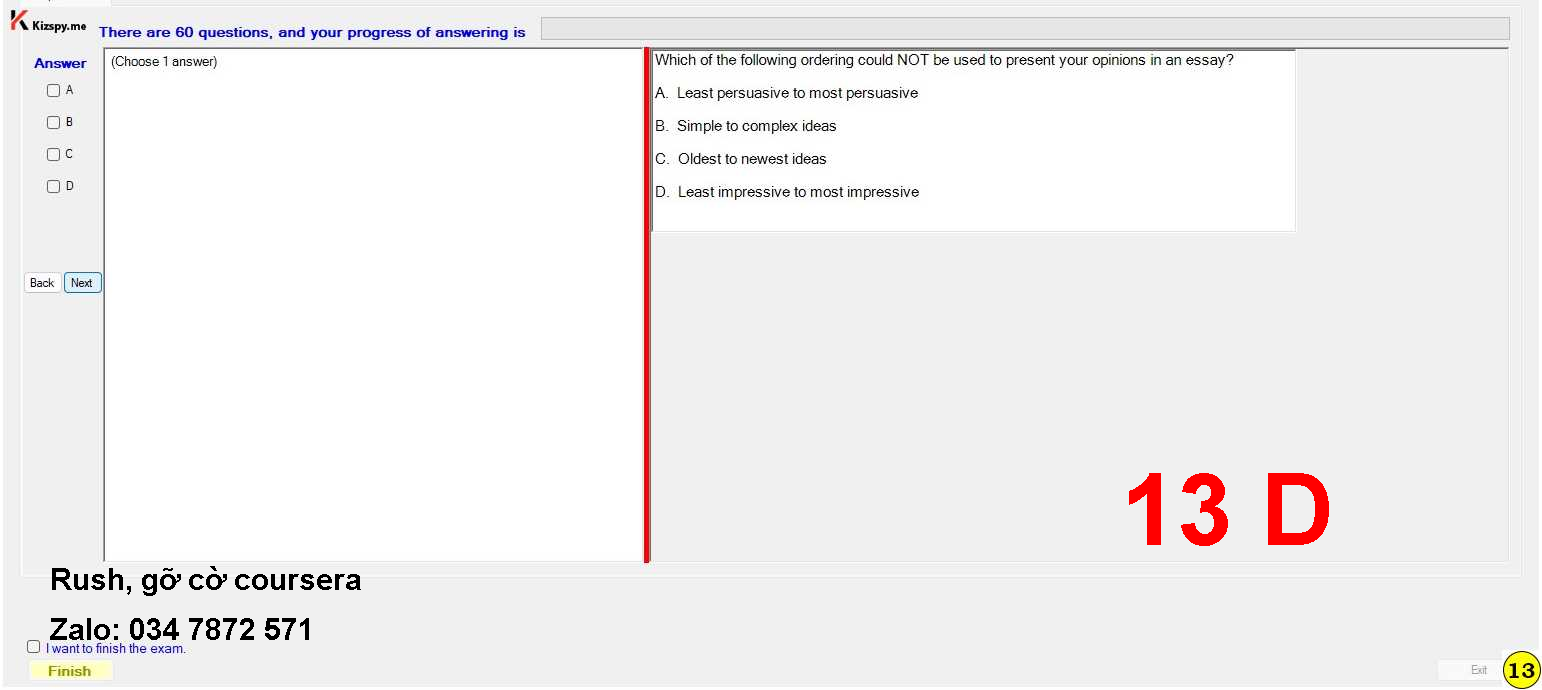 Kizspy.me
There are 60 questions, and your progress of answering is
Answer
A
B
C
D
Back Next
(Choose 1 answer)
Which of the following ordering could NOT be used to present your opinions in an essay?
A. Least persuasive to most persuasive
B. Simple to complex ideas
C. Oldest to newest ideas
D. Least impressive to most impressive
13 D
Rush, gỡ cờ coursera
Zalo: 034 7872 571
I want to finish the exam.
Finish
Exit
13